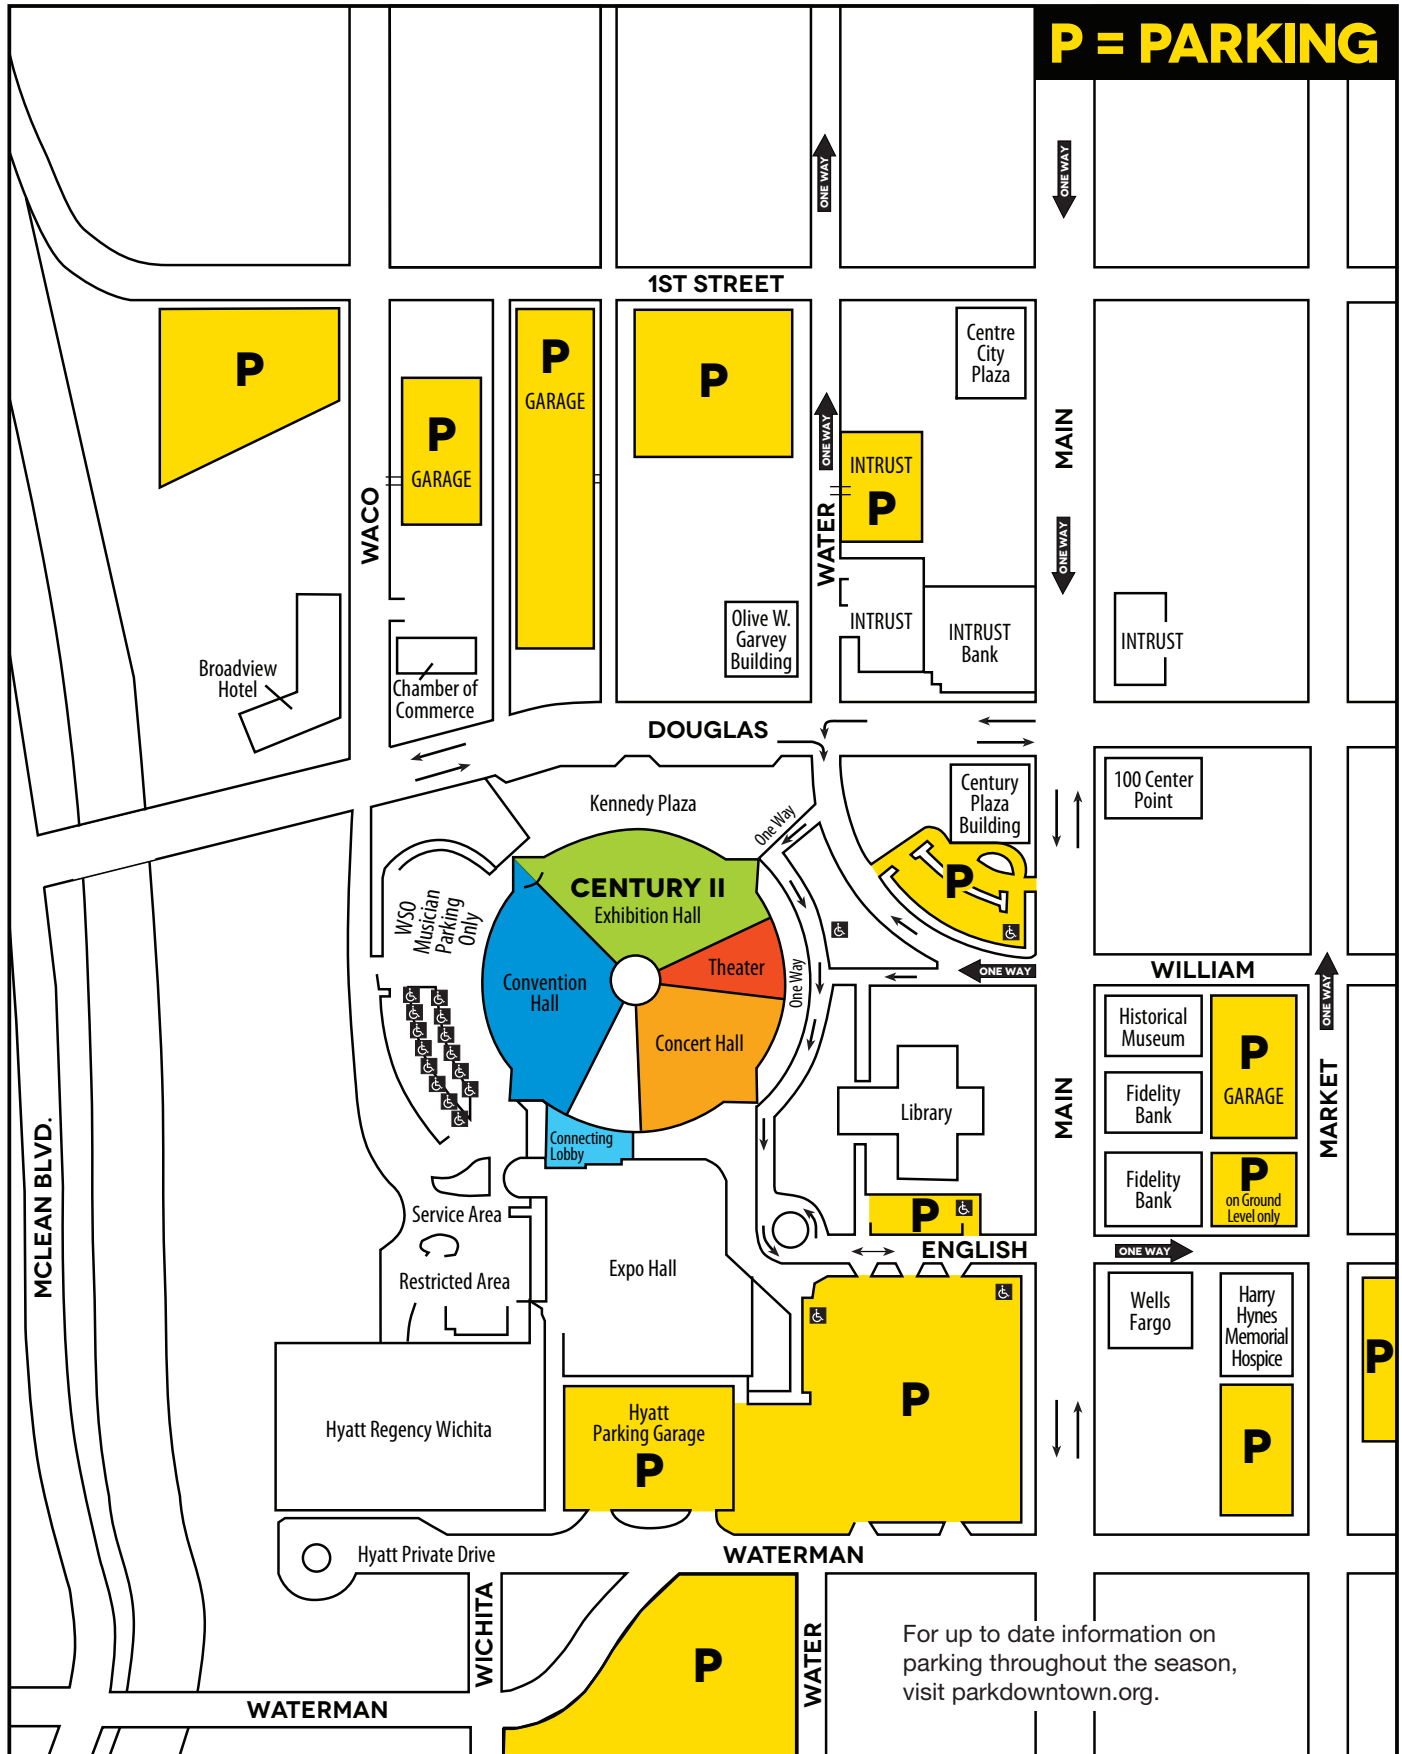 P = PARKING
ONE WAY
ONE WAY
1ST STREET
P
P
GARAGE
P
GARAGE
P
Centre
City
Plaza
ONE WAY
INTRUST
P
MAIN
WACO
WATER
ONE WAY
Broadview
Hotel
Chamber of
Commerce
Olive W.
Garvey
Building
INTRUST
INTRUST
Bank
INTRUST
DOUGLAS
Kennedy Plaza
One Way
Century
Plaza
Building
100 Center
Point
P
CENTURY II
Exhibition Hall
WSO
Musician
Parking
Only
Theater
Convention
Hall
One Way
Concert Hall
ONE WAY
WILLIAM
ONE WAY
Historical
Museum
P
GARAGE
Fidelity
Bank
Library
MAIN
MARKET
MCLEAN BLVD.
Connecting
Lobby
Fidelity
Bank
P
on Ground
Level only
Service Area
P
ENGLISH
ONE WAY
Restricted Area
Expo Hall
Wells
Fargo
Harry
Hynes
Memorial
Hospice
P
P
Hyatt Regency Wichita
Hyatt
Parking Garage
P
P
Hyatt Private Drive
WATERMAN
WICHITA
P
WATER
For up to date information on
parking throughout the season,
visit parkdowntown.org.
WATERMAN